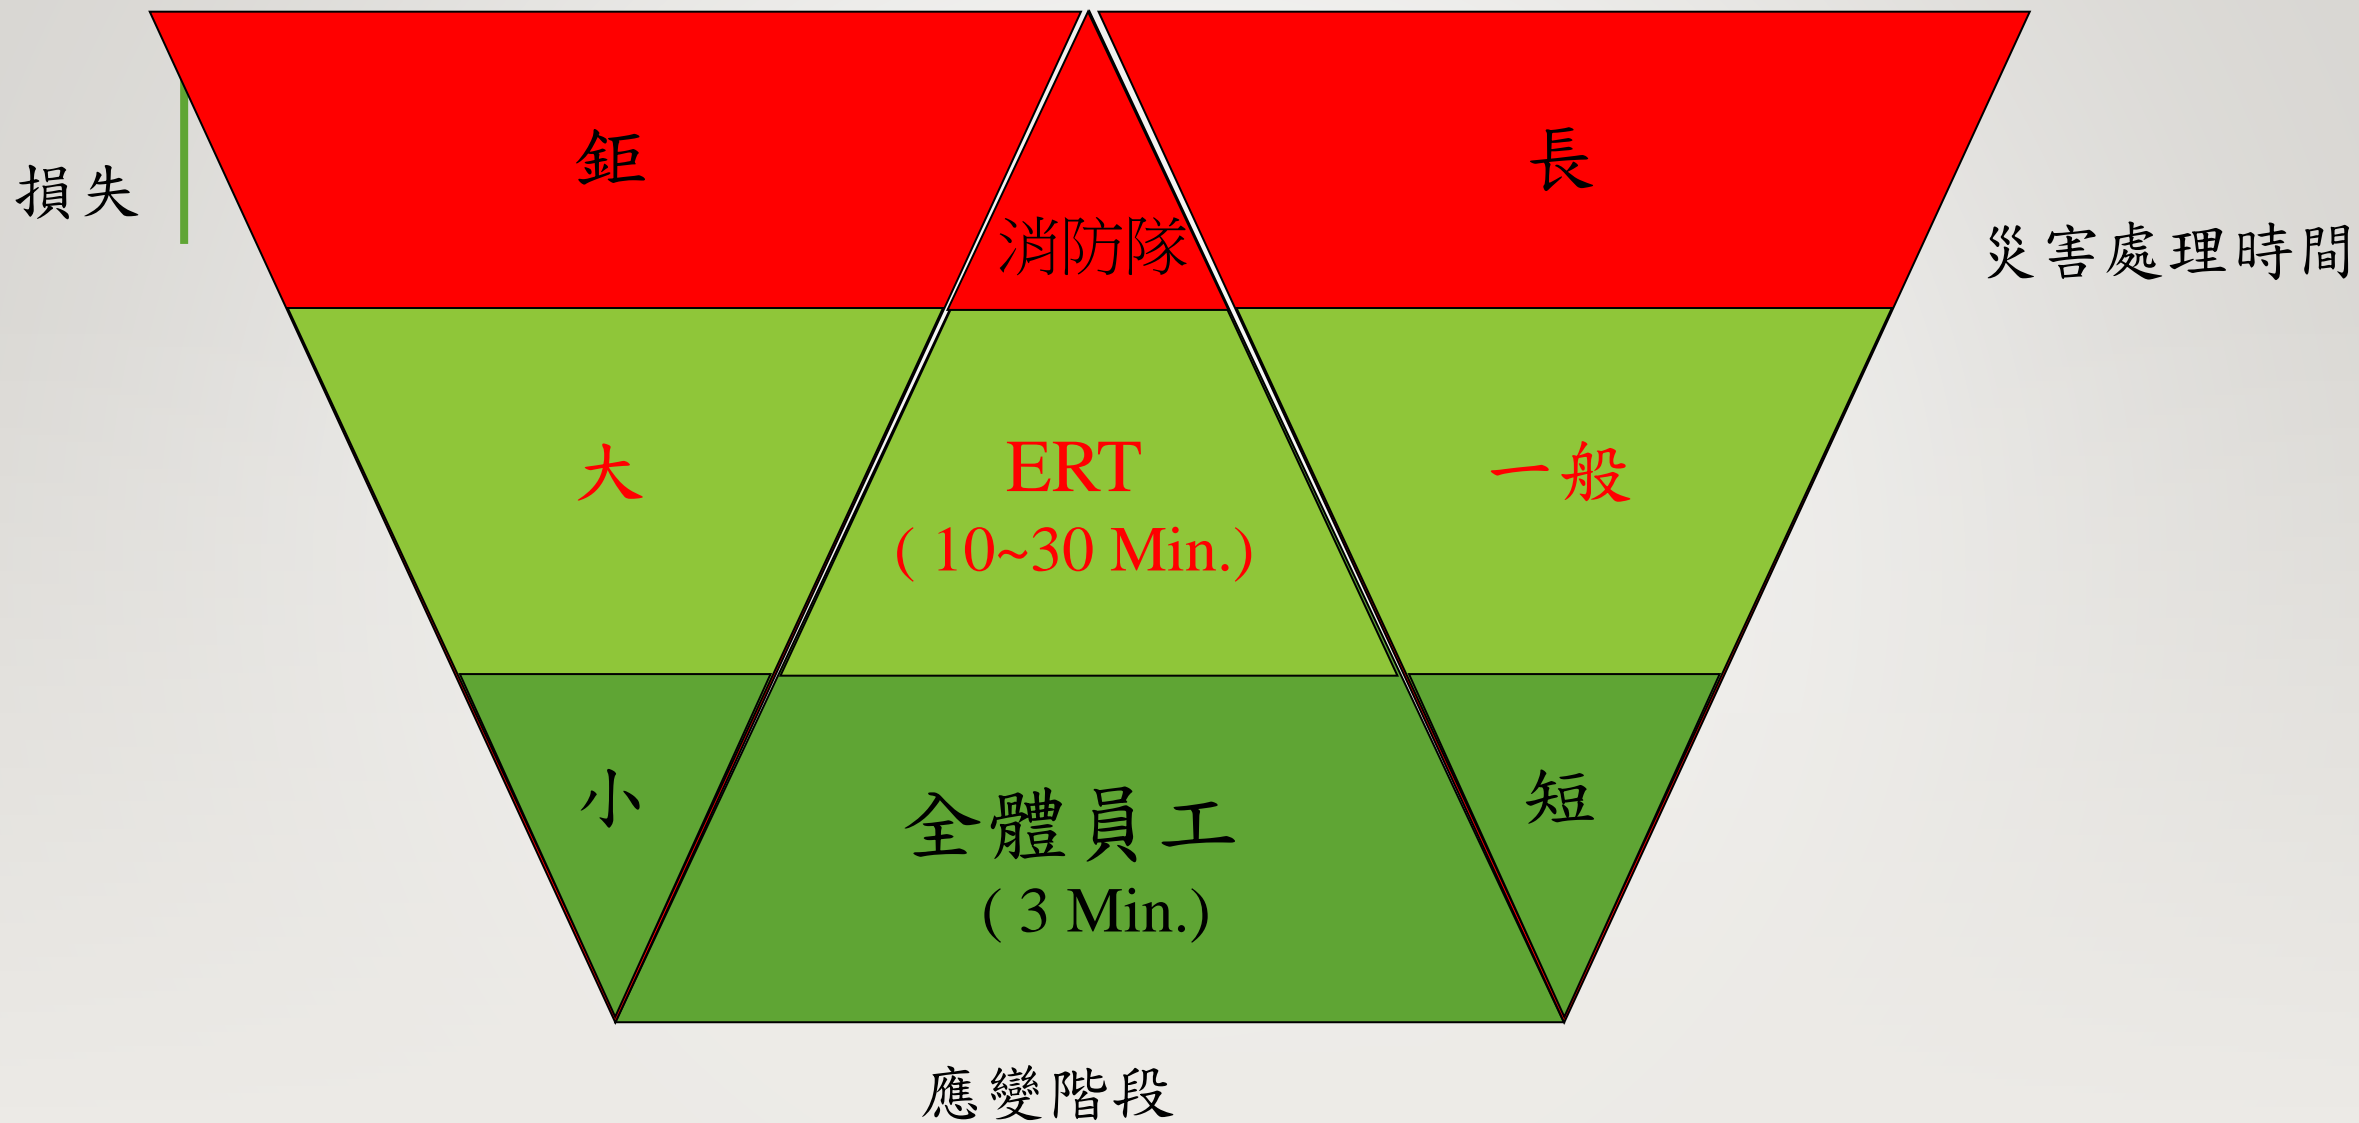 鉅
長
損失
消防隊
災害處理時間
大
ERT
一般
( 10~30 Min.)
小
全體員工
短
( 3 Min.)
應變階段